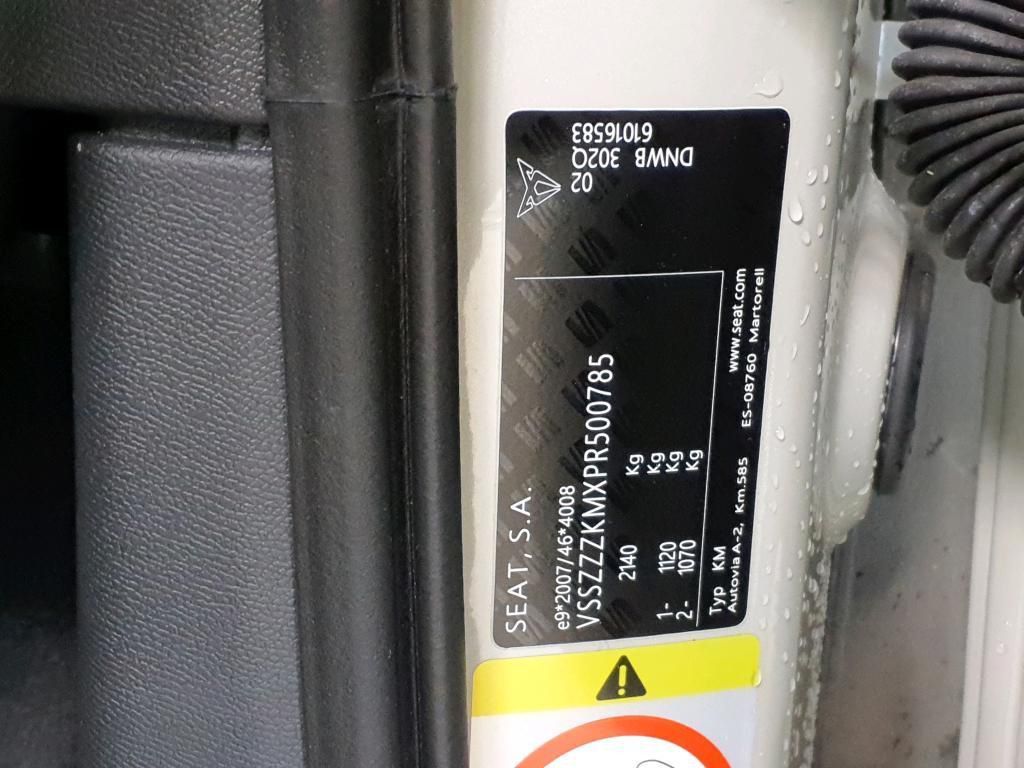 SEAT, S.A.
e9*2007/46*4008
VSSZZZKMXPR500785
2140 Kg
Kg
1- 1120 Kg
2- 1070 Kg
Typ KM
Autovia A-2, Km.585 ES-08760 Martorell
www.seat.com
02
302Q
61016583
DNWB